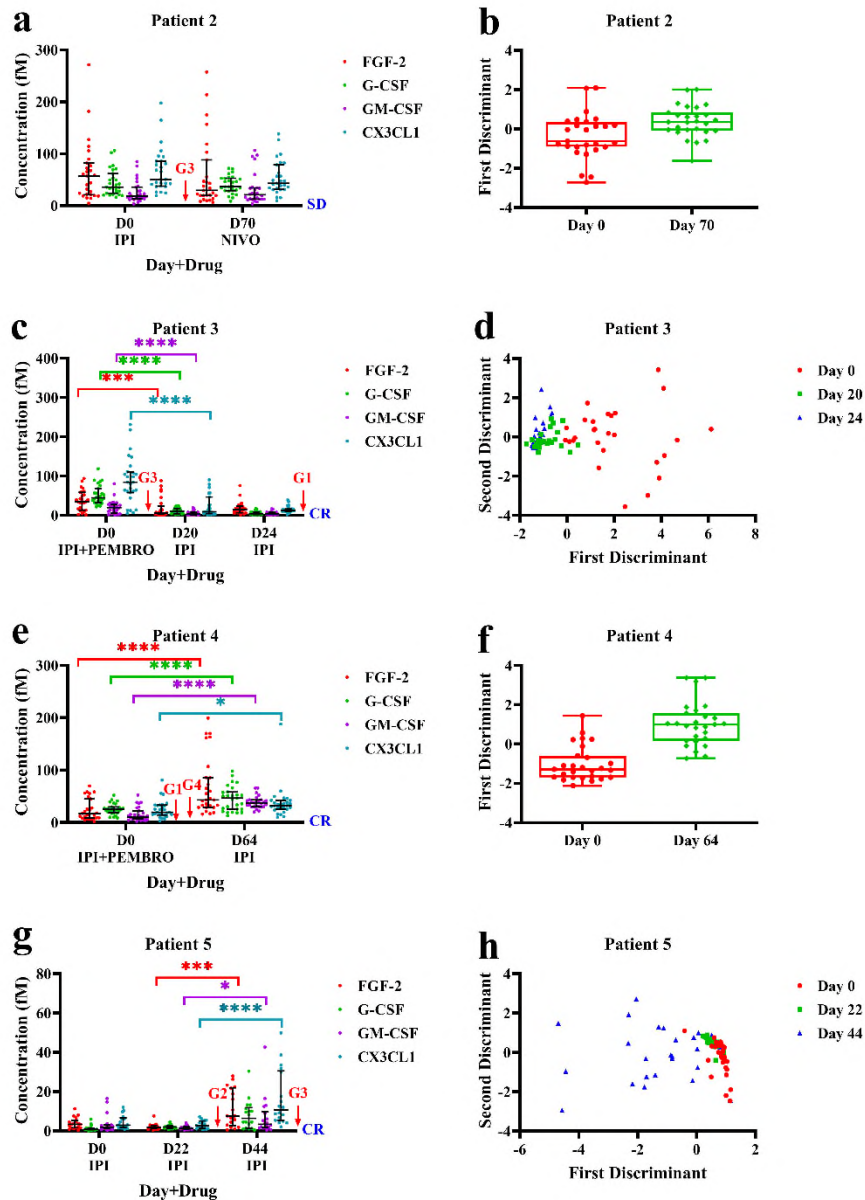 a
Patient 2
Concentration (fM)
300
200
100
50
0
G3
SD
FGF-2
G-CSF
GM-CSF
CX3CL1
D0 D70
IPI NIVO
Day+Drug
b
Patient 2
First Discriminant
4
2
0
-2
-4
Day 0 Day 70
c
Patient 3
Concentration (fM)
400
300
200
100
50
0
****
****
***
****
G3
G1
CR
FGF-2
G-CSF
GM-CSF
CX3CL1
D0 D20 D24
IPI+PEMBRO IPI IPI
Day+Drug
d
Patient 3
Second Discriminant
4
2
0
-2
-4
-2 0 2 4 6 8
First Discriminant
Day 0
Day 20
Day 24
e
Patient 4
Concentration (fM)
300
200
100
50
0
****
****
****
*
G1 G4
CR
FGF-2
G-CSF
GM-CSF
CX3CL1
D0 D64
IPI+PEMBRO IPI
Day+Drug
f
Patient 4
First Discriminant
4
2
0
-2
-4
Day 0 Day 64
g
Patient 5
Concentration (fM)
80
60
40
20
0
***
*
****
G2
G3
CR
FGF-2
G-CSF
GM-CSF
CX3CL1
D0 D22 D44
IPI IPI IPI
Day+Drug
h
Patient 5
Second Discriminant
4
2
0
-2
-4
-6 -4 -2 0 2
First Discriminant
Day 0
Day 22
Day 44